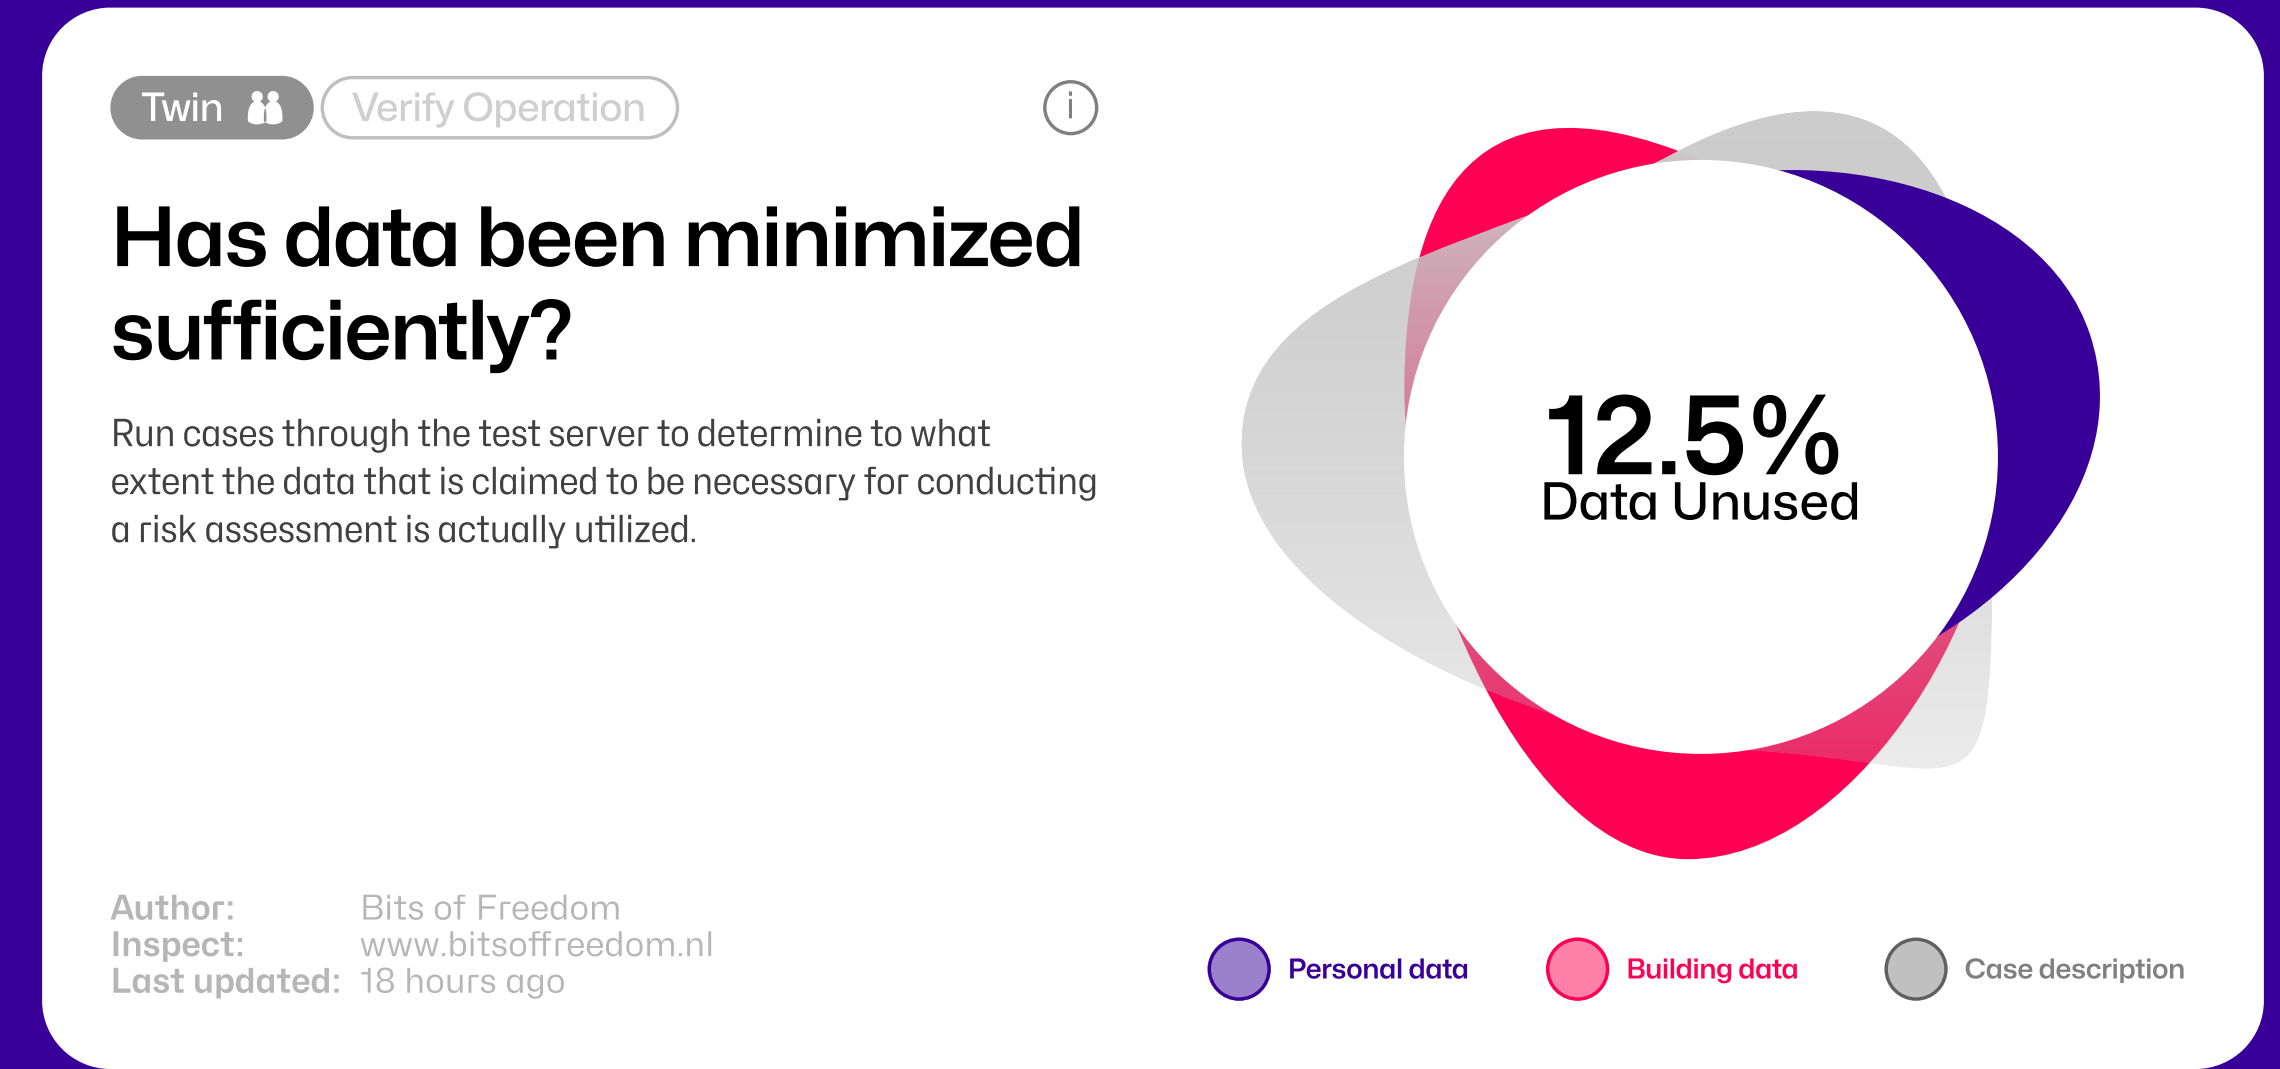 Twin
Verify Operation
i
Has data been minimized
sufficiently?
Run cases through the test server to determine to what
extent the data that is claimed to be necessary for conducting
a risk assessment is actually utilized.
Author: Bits of Freedom
Inspect: www.bitsoffreedom.nl
Last updated: 18 hours ago
12.5%
Data Unused
Personal data
Building data
Case description